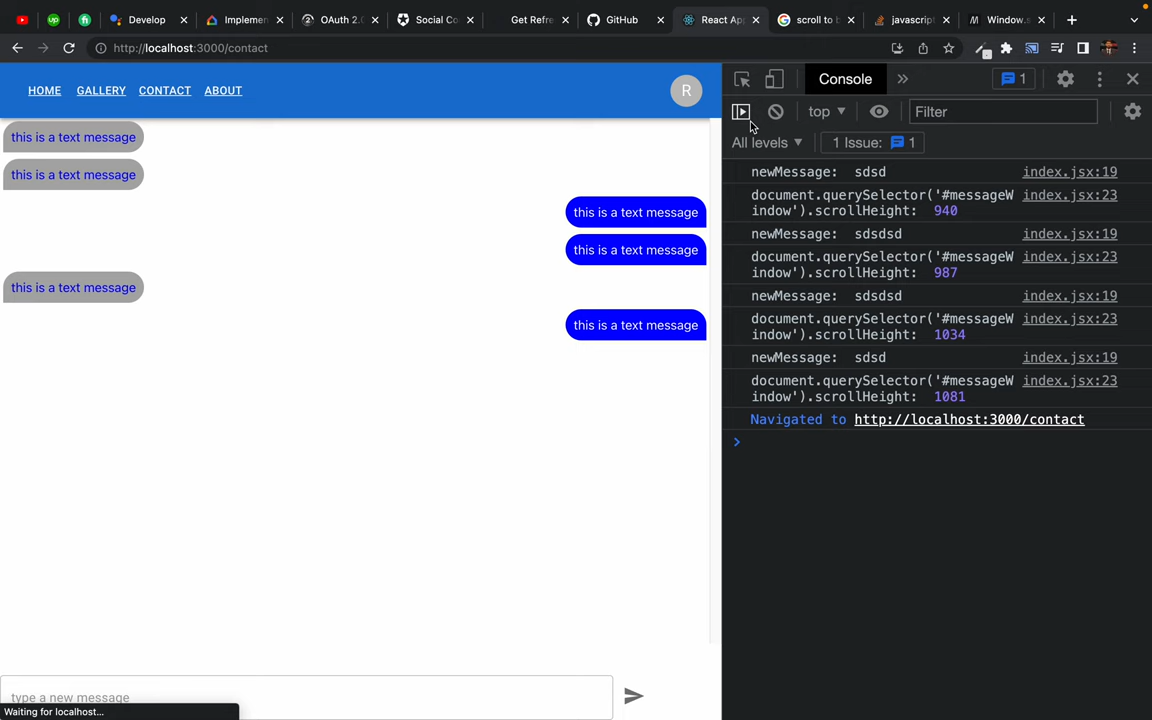 Develop
Implemen
OAuth 2.0
Social Co
Get Refre
GitHub
React App
scroll to b
javascript
Window.s
http://localhost:3000/contact
HOME GALLERY CONTACT ABOUT
R
this is a text message
this is a text message
this is a text message
this is a text message
this is a text message
this is a text message
type a new message
Waiting for localhost...
Console
1
top
Filter
All levels
1 Issue: 1
newMessage: sdsd index.jsx:19
document.querySelector('#messageW index.jsx:23
indow').scrollHeight: 940
newMessage: sdsdsd index.jsx:19
document.querySelector('#messageW index.jsx:23
indow').scrollHeight: 987
newMessage: sdsdsd index.jsx:19
document.querySelector('#messageW index.jsx:23
indow').scrollHeight: 1034
newMessage: sdsd index.jsx:19
document.querySelector('#messageW index.jsx:23
indow').scrollHeight: 1081
Navigated to http://localhost:3000/contact